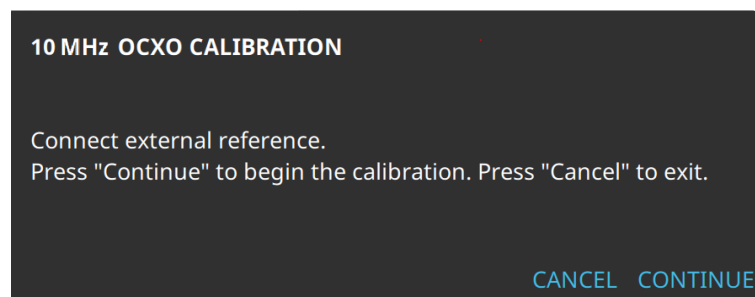 10 MHz OCXO CALIBRATION
Connect external reference.
Press "Continue" to begin the calibration. Press "Cancel" to exit.
CANCEL CONTINUE